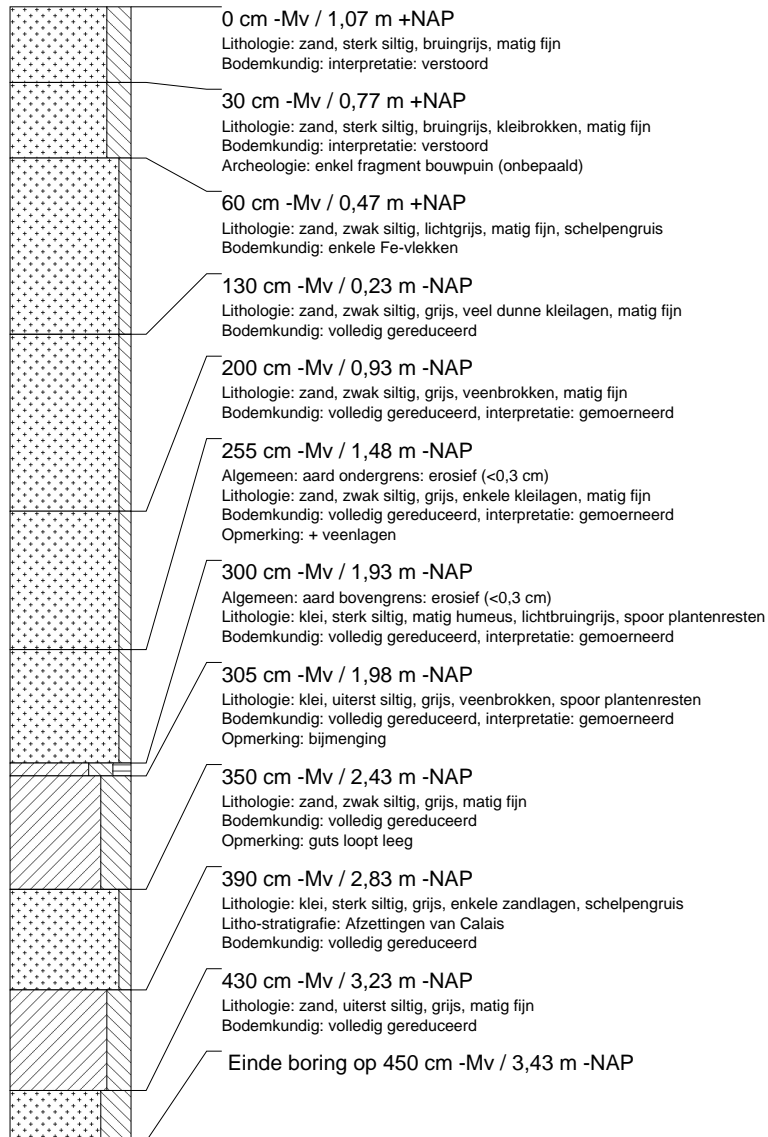 0 cm -Mv / 1,07 m +NAP
Lithologie: zand, sterk siltig, bruingrijs, matig fijn
Bodemkundig: interpretatie: verstoord
30 cm -Mv / 0,77 m +NAP
Lithologie: zand, sterk siltig, bruingrijs, kleibrokken, matig fijn
Bodemkundig: interpretatie: verstoord
Archeologie: enkel fragment bouwpuin (onbepaald)
60 cm -Mv / 0,47 m +NAP
Lithologie: zand, zwak siltig, lichtgrijs, matig fijn, schelpengruis
Bodemkundig: enkele Fe-vlekken
130 cm -Mv / 0,23 m -NAP
Lithologie: zand, zwak siltig, grijs, veel dunne kleilagen, matig fijn
Bodemkundig: volledig gereduceerd
200 cm -Mv / 0,93 m -NAP
Lithologie: zand, zwak siltig, grijs, veenbrokken, matig fijn
Bodemkundig: volledig gereduceerd, interpretatie: gemoerneerd
255 cm -Mv / 1,48 m -NAP
Algemeen: aard ondergrens: erosief (<0,3 cm)
Lithologie: zand, zwak siltig, grijs, enkele kleilagen, matig fijn
Bodemkundig: volledig gereduceerd, interpretatie: gemoerneerd
Opmerking: + veenlagen
300 cm -Mv / 1,93 m -NAP
Algemeen: aard bovengrens: erosief (<0,3 cm)
Lithologie: klei, sterk siltig, matig humeus, lichtbruingrijs, spoor plantenresten
Bodemkundig: volledig gereduceerd, interpretatie: gemoerneerd
305 cm -Mv / 1,98 m -NAP
Lithologie: klei, uiterst siltig, grijs, veenbrokken, spoor plantenresten
Bodemkundig: volledig gereduceerd, interpretatie: gemoerneerd
Opmerking: bijmenging
350 cm -Mv / 2,43 m -NAP
Lithologie: zand, zwak siltig, grijs, matig fijn
Bodemkundig: volledig gereduceerd
Opmerking: guts loopt leeg
390 cm -Mv / 2,83 m -NAP
Lithologie: klei, sterk siltig, grijs, enkele zandlagen, schelpengruis
Litho-stratigrafie: Afzettingen van Calais
Bodemkundig: volledig gereduceerd
430 cm -Mv / 3,23 m -NAP
Lithologie: zand, uiterst siltig, grijs, matig fijn
Bodemkundig: volledig gereduceerd
Einde boring op 450 cm -Mv / 3,43 m -NAP